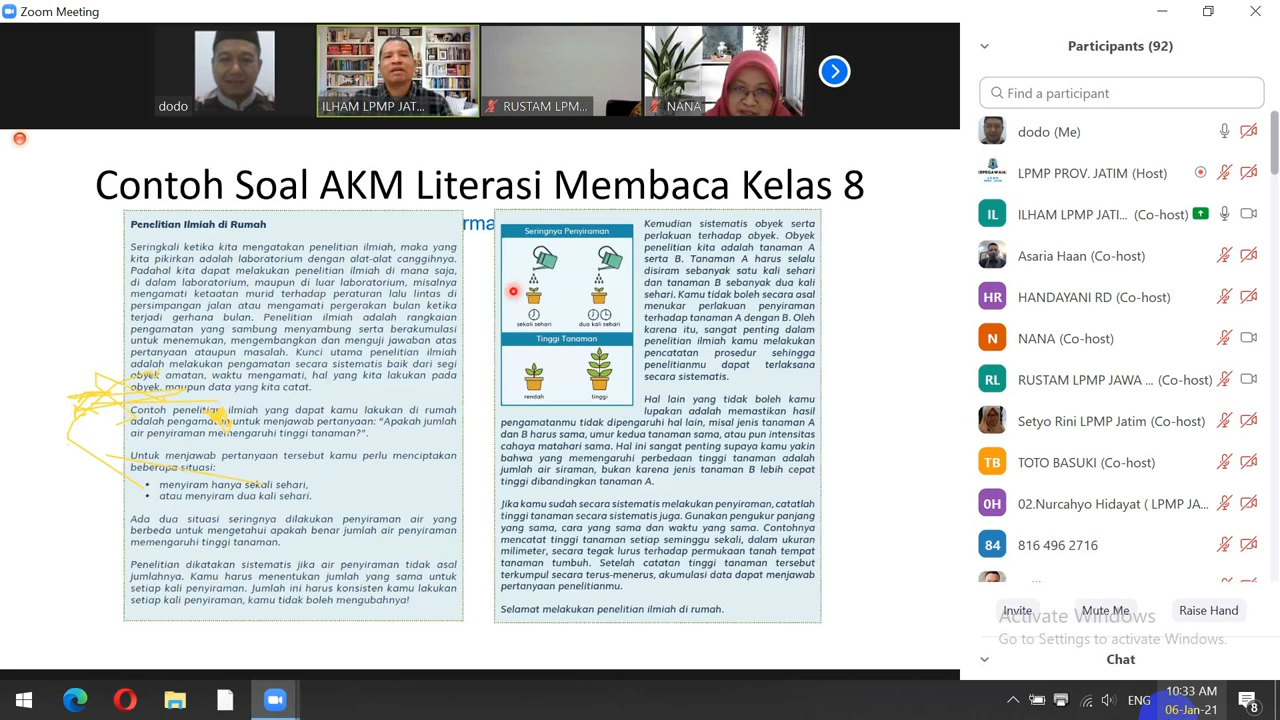 Zoom Meeting
dodo
ILHAM LPMP JAT...
RUSTAM LPM...
NANA
Contoh Soal AKM Literasi Membaca Kelas 8
rma
Penelitian Ilmiah di Rumah
Seringkali ketika kita mengatakan penelitian ilmiah, maka yang
kita pikirkan adalah laboratorium dengan alat-alat canggihnya.
Padahal kita dapat melakukan penelitian ilmiah di mana saja,
di dalam laboratorium, maupun di luar laboratorium, misalnya
mengamati ketaatan murid terhadap peraturan lalu lintas di
persimpangan jalan atau mengamati pergerakan bulan ketika
terjadi gerhana bulan. Penelitian ilmiah adalah rangkaian
pengamatan yang sambung menyambung serta berakumulasi
untuk menemukan, mengembangkan dan menguji jawaban atas
pertanyaan ataupun masalah. Kunci utama penelitian ilmiah
adalah melakukan pengamatan secara sistematis baik dari segi
obyek amatan, waktu mengamati, hal yang kita lakukan pada
obyek, maupun data yang kita catat.
Contoh penelitian ilmiah yang dapat kamu lakukan di rumah
adalah pengamatan untuk menjawab pertanyaan: "Apakah jumlah
air penyiraman memengaruhi tinggi tanaman?".
Untuk menjawab pertanyaan tersebut kamu perlu menciptakan
beberapa situasi:
• menyiram hanya sekali sehari,
• atau menyiram dua kali sehari.
Ada dua situasi seringnya dilakukan penyiraman air yang
berbeda untuk mengetahui apakah benar jumlah air penyiraman
memengaruhi tinggi tanaman.
Penelitian dikatakan sistematis jika air penyiraman tidak asal
jumlahnya. Kamu harus menentukan jumlah yang sama untuk
setiap kali penyiraman. Jumlah ini harus konsisten kamu lakukan
setiap kali penyiraman, kamu tidak boleh mengubahnya!
Seringnya Penyiraman
sekali sehari
dua kali sehari
Tinggi Tanaman
rendah
tinggi
Kemudian sistematis obyek serta
perlakuan terhadap obyek. Obyek
penelitian kita adalah tanaman A
serta B. Tanaman A harus selalu
disiram sebanyak satu kali sehari
dan tanaman B sebanyak dua kali
sehari. Kamu tidak boleh secara asal
menukar perlakuan penyiraman
terhadap tanaman A dengan B. Oleh
karena itu, sangat penting dalam
penelitian ilmiah kamu melakukan
pencatatan prosedur sehingga
penelitianmu dapat terlaksana
secara sistematis.
Hal lain yang tidak boleh kamu
lupakan adalah memastikan hasil
pengamatanmu tidak dipengaruhi hal lain, misal jenis tanaman A
dan B harus sama, umur kedua tanaman sama, atau pun intensitas
cahaya matahari sama. Hal ini sangat penting supaya kamu yakin
bahwa yang memengaruhi perbedaan tinggi tanaman adalah
jumlah air siraman, bukan karena jenis tanaman B lebih cepat
tinggi dibandingkan tanaman A.
Jika kamu sudah secara sistematis melakukan penyiraman, catatlah
tinggi tanaman secara sistematis juga. Gunakan pengukur panjang
yang sama, cara yang sama dan waktu yang sama. Contohnya
mencatat tinggi tanaman setiap seminggu sekali, dalam ukuran
milimeter, secara tegak lurus terhadap permukaan tanah tempat
tanaman tumbuh. Setelah catatan tinggi tanaman tersebut
terkumpul secara terus-menerus, akumulasi data dapat menjawab
pertanyaan penelitianmu.
Selamat melakukan penelitian ilmiah di rumah.
Participants (92)
Find a participant
dodo (Me)
LPMP PROV. JATIM (Host)
IL ILHAM LPMP JATI... (Co-host)
Asaria Haan (Co-host)
HR HANDAYANI RD (Co-host)
N NANA (Co-host)
RL RUSTAM LPMP JAWA ... (Co-host)
Setyo Rini LPMP Jatim (Co-host)
TB TOTO BASUKI (Co-host)
0H 02.Nurcahyo Hidayat ( LPMP JA...
84 816 496 2716
Invite
Mute Me
Raise Hand
Activate Windows
Go to Settings to activate Windows.
Chat
ENG
10:33 AM
06-Jan-21
8